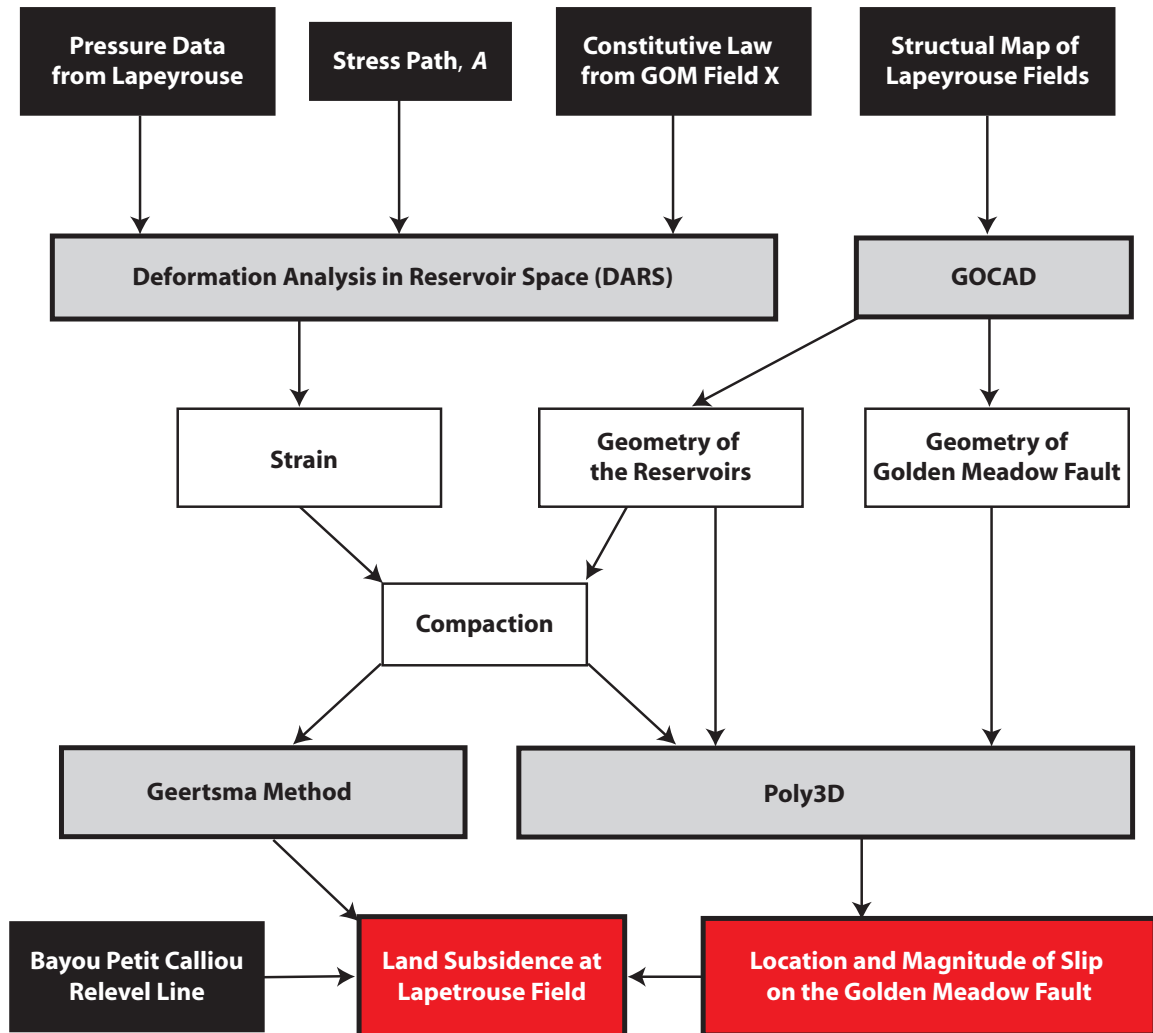 Pressure Data
from Lapeyrouse
Stress Path, A
Constitutive Law
from GOM Field X
Structual Map of
Lapeyrouse Fields
Deformation Analysis in Reservoir Space (DARS)
GOCAD
Strain
Geometry of
the Reservoirs
Geometry of
Golden Meadow Fault
Compaction
Geertsma Method
Poly3D
Bayou Petit Calliou
Relevel Line
Land Subsidence at
Lapetrouse Field
Location and Magnitude of Slip
on the Golden Meadow Fault